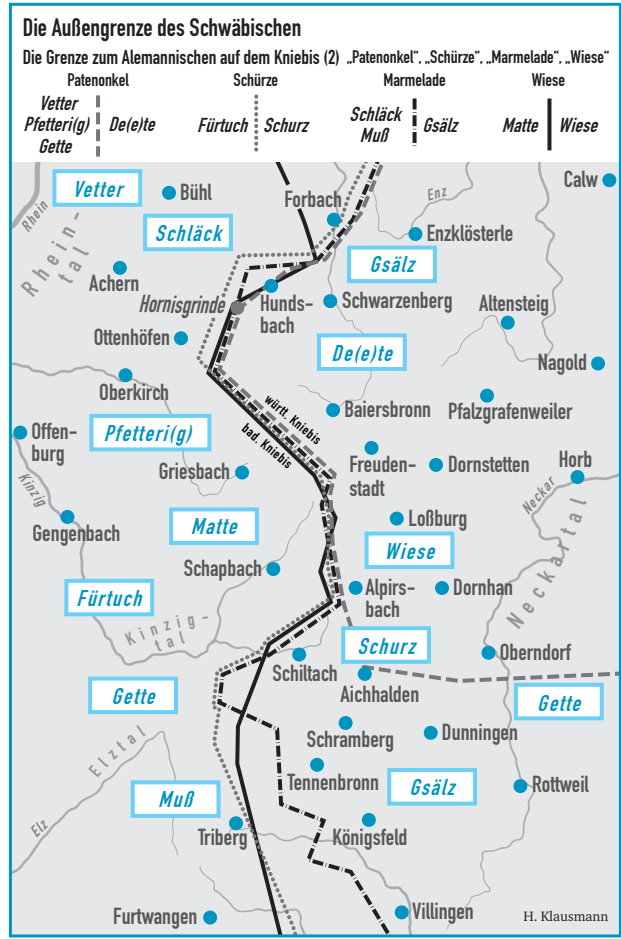 Die Außengrenze des Schwäbischen
Die Grenze zum Alemannischen auf dem Kniebis (2) „Patenonkel“, „Schürze“, „Marmelade“, „Wiese“
Patenonkel
Vetter
Pfetteri(g)
Gette
De(e)te
Schürze
Fürtuch
Schurz
Marmelade
Schläck
Muß
Gsälz
Wiese
Matte
Wiese
Vetter
Bühl
Calw
Rhein
Rhein-
tal
Forbach
Enz
Schläck
Enzklösterle
Gsälz
Achern
Hornisgrinde
Hunds-
bach
Schwarzenberg
Altensteig
Ottenhöfen
De(e)te
Nagold
Oberkirch
württ. Kniebis
bad. Kniebis
Baiersbronn
Pfalzgrafenweiler
Offen-
burg
Pfetteri(g)
Griesbach
Freuden-
stadt
Dornstetten
Horb
Kinzig
Neckar
Gengenbach
Matte
Loßburg
Wiese
Neckartal
Schapbach
Alpirs-
bach
Dornhan
Fürtuch
Kinzig-
tal
Schurz
Oberndorf
Schiltach
Aichhalden
Gette
Gette
Schramberg
Dunningen
Elztal
Tennenbronn
Gsälz
Rottweil
Muß
Elz
Triberg
Königsfeld
Furtwangen
Villingen
H. Klausmann